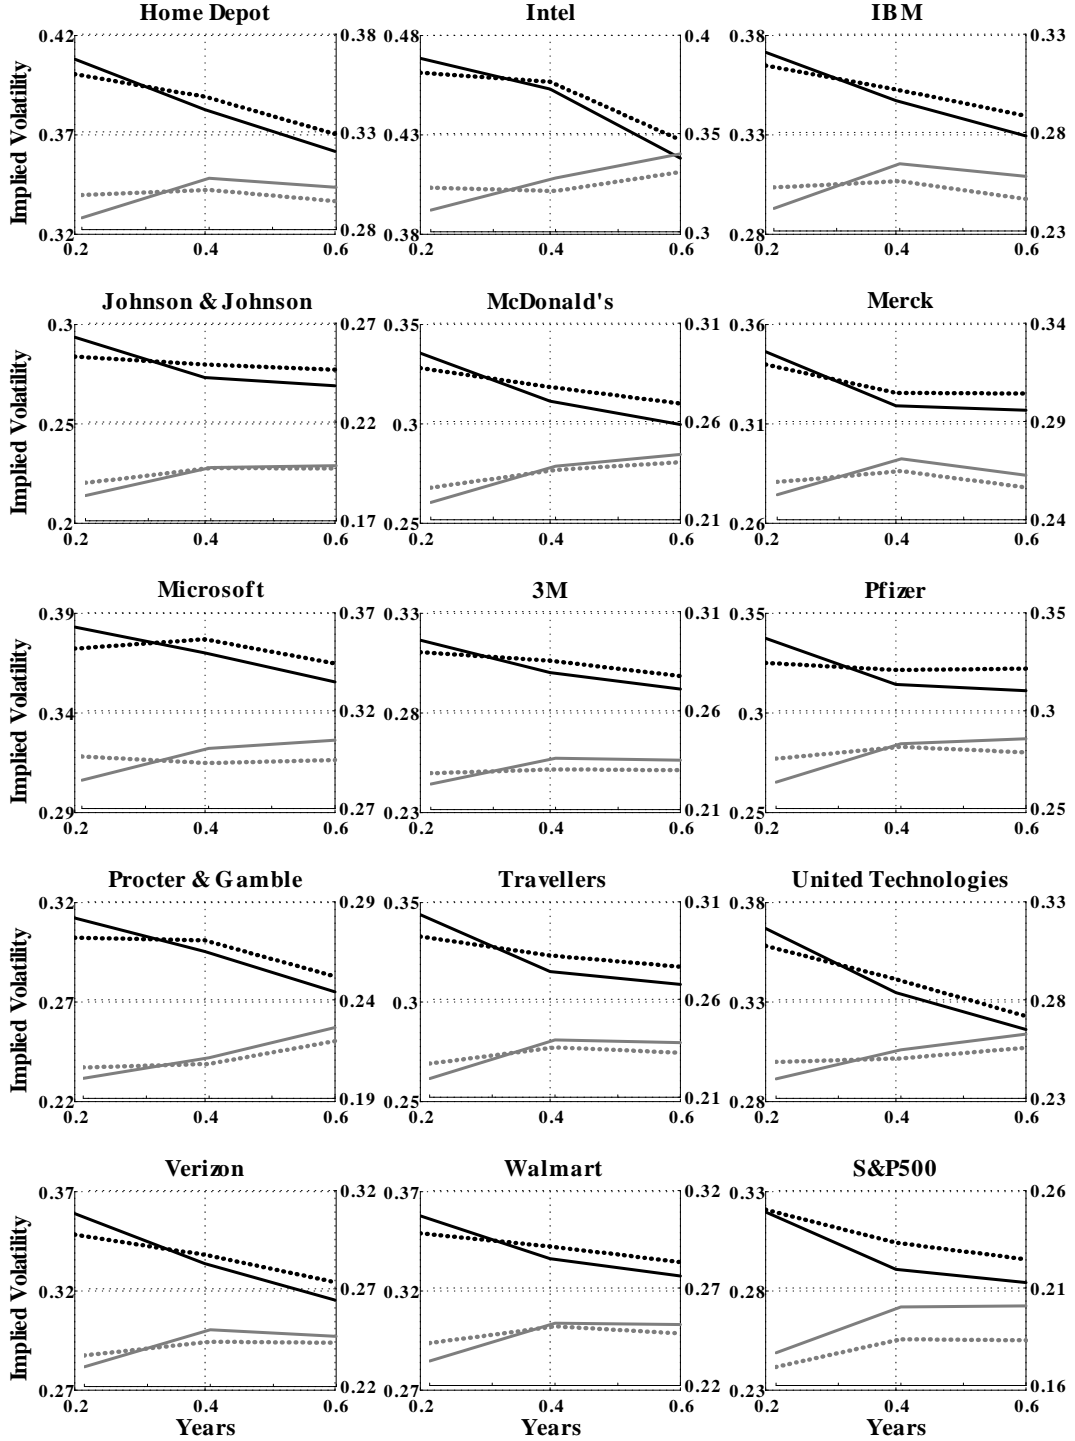 Home Depot Intel IBM
0.42 0.38 0.48 0.4 0.38 0.33
Implied Volatility
0.37 0.33 0.43 0.35 0.33 0.28
0.32 0.28 0.38 0.3 0.28 0.23
0.2 0.4 0.6 0.2 0.4 0.6 0.2 0.4 0.6
Johnson & Johnson McDonald's Merck
0.3 0.27 0.35 0.31 0.36 0.34
Implied Volatility
0.25 0.22 0.3 0.26 0.31 0.29
0.2 0.17 0.25 0.21 0.26 0.24
0.2 0.4 0.6 0.2 0.4 0.6 0.2 0.4 0.6
Microsoft 3M Pfizer
0.39 0.37 0.33 0.31 0.35 0.35
Implied Volatility
0.34 0.32 0.28 0.26 0.3 0.3
0.29 0.27 0.23 0.21 0.25 0.25
0.2 0.4 0.6 0.2 0.4 0.6 0.2 0.4 0.6
Procter & Gamble Travellers United Technologies
0.32 0.29 0.35 0.31 0.38 0.33
Implied Volatility
0.27 0.24 0.3 0.26 0.33 0.28
0.22 0.19 0.25 0.21 0.28 0.23
0.2 0.4 0.6 0.2 0.4 0.6 0.2 0.4 0.6
Verizon Walmart S&P500
0.37 0.32 0.37 0.32 0.33 0.26
Implied Volatility
0.32 0.27 0.32 0.27 0.28 0.21
0.27 0.22 0.27 0.22 0.23 0.16
0.2 0.4 0.6 0.2 0.4 0.6 0.2 0.4 0.6
Years Years Years